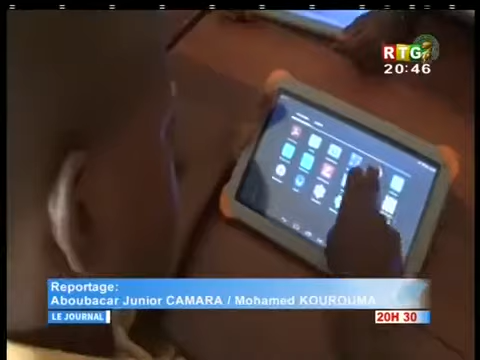 RTG
20:46
Reportage:
Aboubacar Junior CAMARA / Mohamed KOUROUMA
LE JOURNAL
20H 30